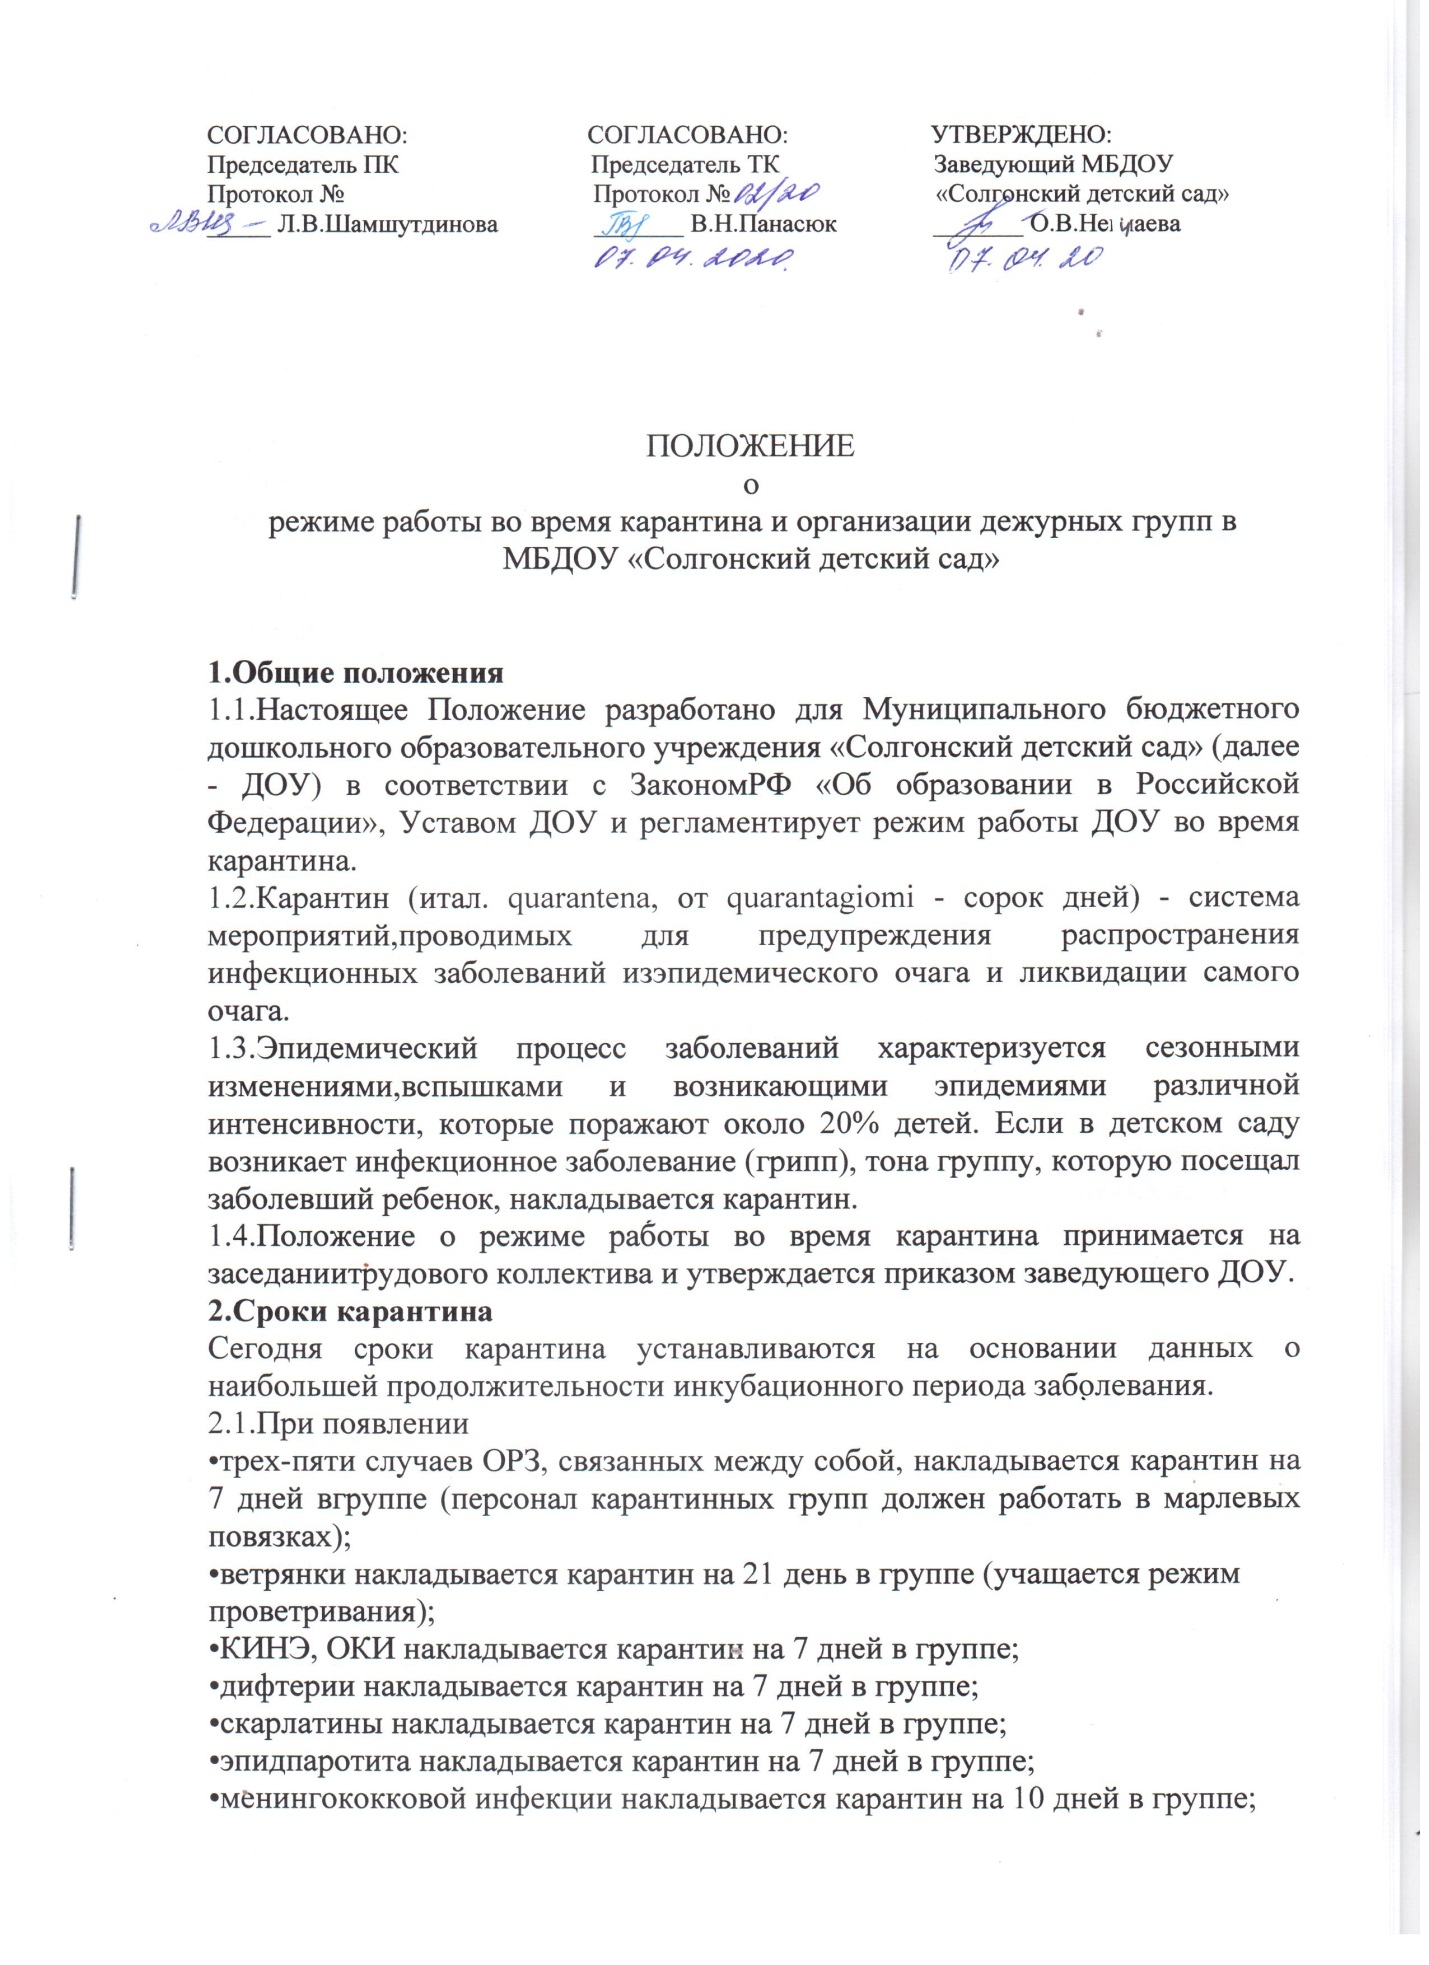 СОГЛАСОВАНО: СОГЛАСОВАНО: УТВЕРЖДЕНО:
Председатель ПК Председатель ТК Заведующий МБДОУ
Протокол № Протокол № 02/20 «Солгонский детский сад»
Л.В.Шамшутдинова В.Н.Панасюк О.В.
07.04.2020. 07.04.20
ПОЛОЖЕНИЕ
о
режиме работы во время карантина и организации дежурных групп в
МБДОУ «Солгонский детский сад»
1.Общие положения
1.1.Настоящее Положение разработано для Муниципального бюджетного
дошкольного образовательного учреждения «Солгонский детский сад» (далее
- ДОУ) в соответствии с ЗакономРФ «Об образовании в Российской
Федерации», Уставом ДОУ и регламентирует режим работы ДОУ во время
карантина.
1.2.Карантин (итал. quarantena, от quarantagiomi - сорок дней) - система
мероприятий,проводимых для предупреждения распространения
инфекционных заболеваний изэпидемического очага и ликвидации самого
очага.
1.3.Эпидемический процесс заболеваний характеризуется сезонными
изменениями,вспышками и возникающими эпидемиями различной
интенсивности, которые поражают около 20% детей. Если в детском саду
возникает инфекционное заболевание (грипп), тона группу, которую посещал
заболевший ребенок, накладывается карантин.
1.4.Положение о режиме работы во время карантина принимается на
заседаниитрудового коллектива и утверждается приказом заведующего ДОУ.
2.Сроки карантина
Сегодня сроки карантина устанавливаются на основании данных о
наибольшей продолжительности инкубационного периода заболевания.
2.1.При появлении
•трех-пяти случаев ОРЗ, связанных между собой, накладывается карантин на
7 дней вгруппе (персонал карантинных групп должен работать в марлевых
повязках);
•ветрянки накладывается карантин на 21 день в группе (учащается режим
проветривания);
•КИНЭ, ОКИ накладывается карантин на 7 дней в группе;
•дифтерии накладывается карантин на 7 дней в группе;
•скарлатины накладывается карантин на 7 дней в группе;
•эпидпаротита накладывается карантин на 7 дней в группе;
•менингококковой инфекции накладывается карантин на 10 дней в группе;